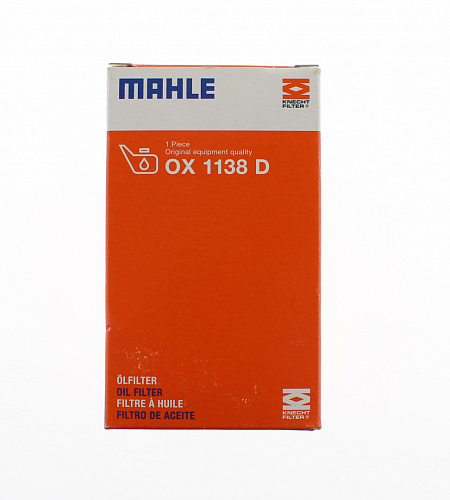 MAHLE
KNECHT
FILTER®
1 Piece
Original equipment quality
OX 1138 D
ÖLFILTER
OIL FILTER
FILTRE À HUILE
FILTRO DE ACEITE
KNECHT
FILTER®